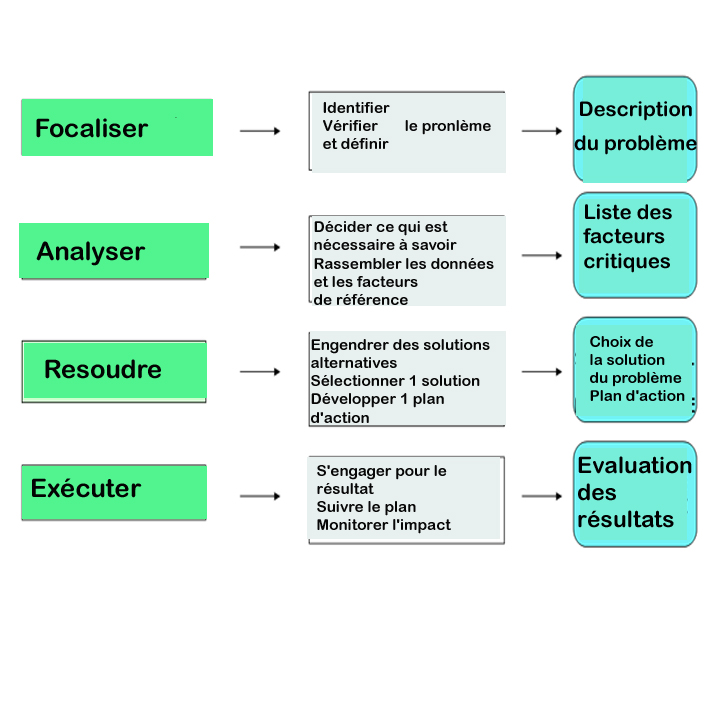 Focaliser
Identifier
Vérifier le pronlème
et définir
Description
du problème
Analyser
Décider ce qui est
nécessaire à savoir
Rassembler les données
et les facteurs
de référence
Liste des
facteurs
critiques
Resoudre
Engendrer des solutions
alternatives
Sélectionner 1 solution
Développer 1 plan
d'action
Choix de
la solution
du problème
Plan d'action
Exécuter
S'engager pour le
résultat
Suivre le plan
Monitorer l'impact
Evaluation
des
résultats